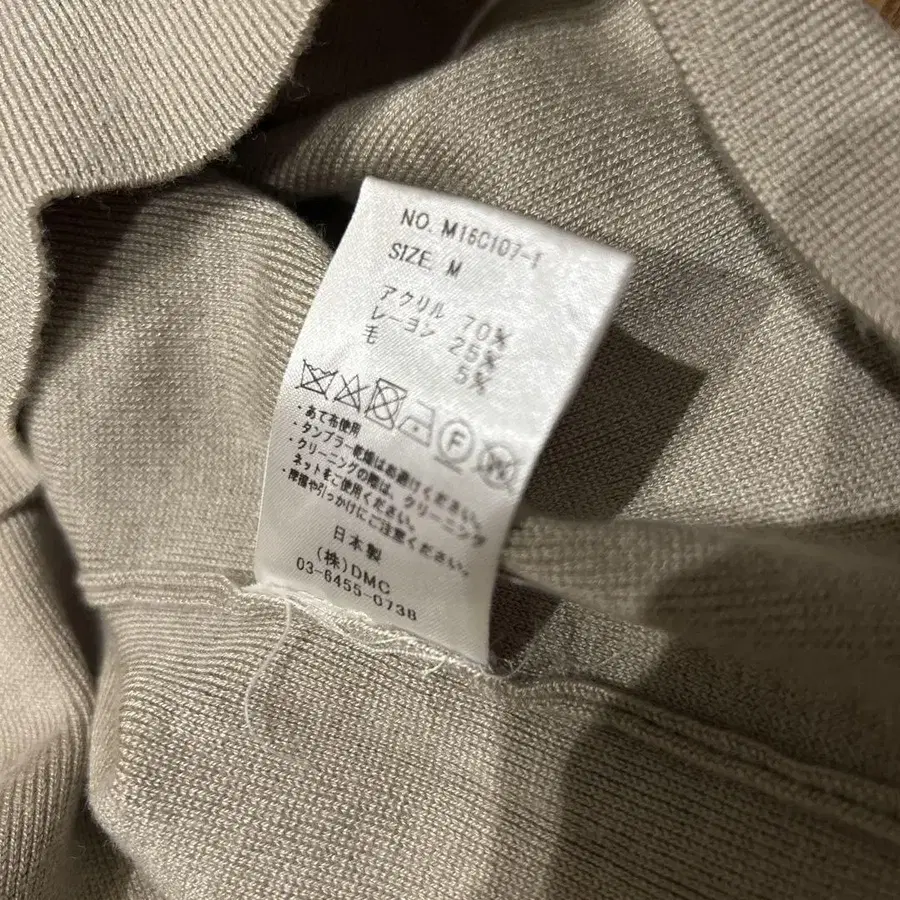 NO. M16C107-1
SIZE. M
アクリル 70%
レーヨン 25%
毛 5%
F W
・あて布使用
・タンブラー乾燥はお避けください。
・クリーニングの際は、クリーニング
ネットをご使用ください。
・摩擦や引っかけにご注意ください。
日本製
(株)DMC
03-6455-0738